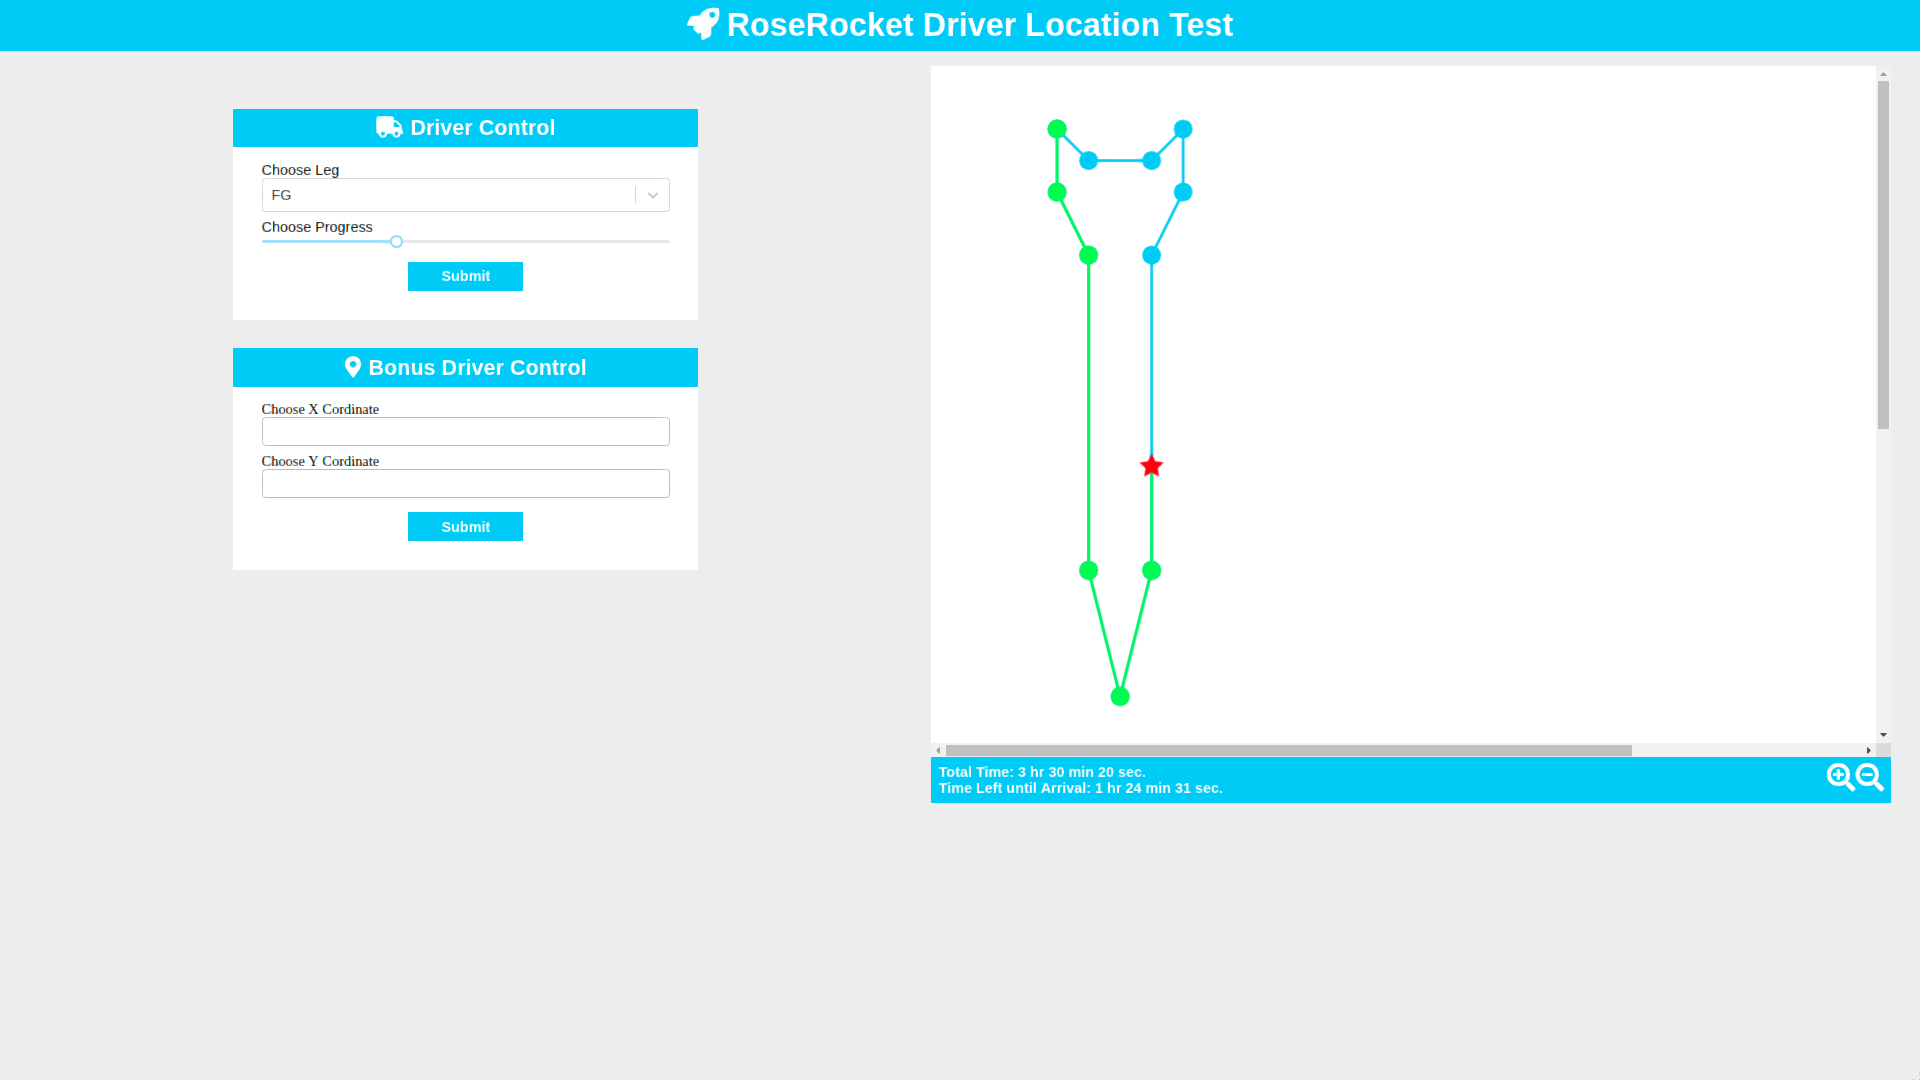 RoseRocket Driver Location Test
Driver Control
Choose Leg
FG
Choose Progress
Submit
Bonus Driver Control
Choose X Cordinate
Choose Y Cordinate
Submit
Total Time: 3 hr 30 min 20 sec.
Time Left until Arrival: 1 hr 24 min 31 sec.